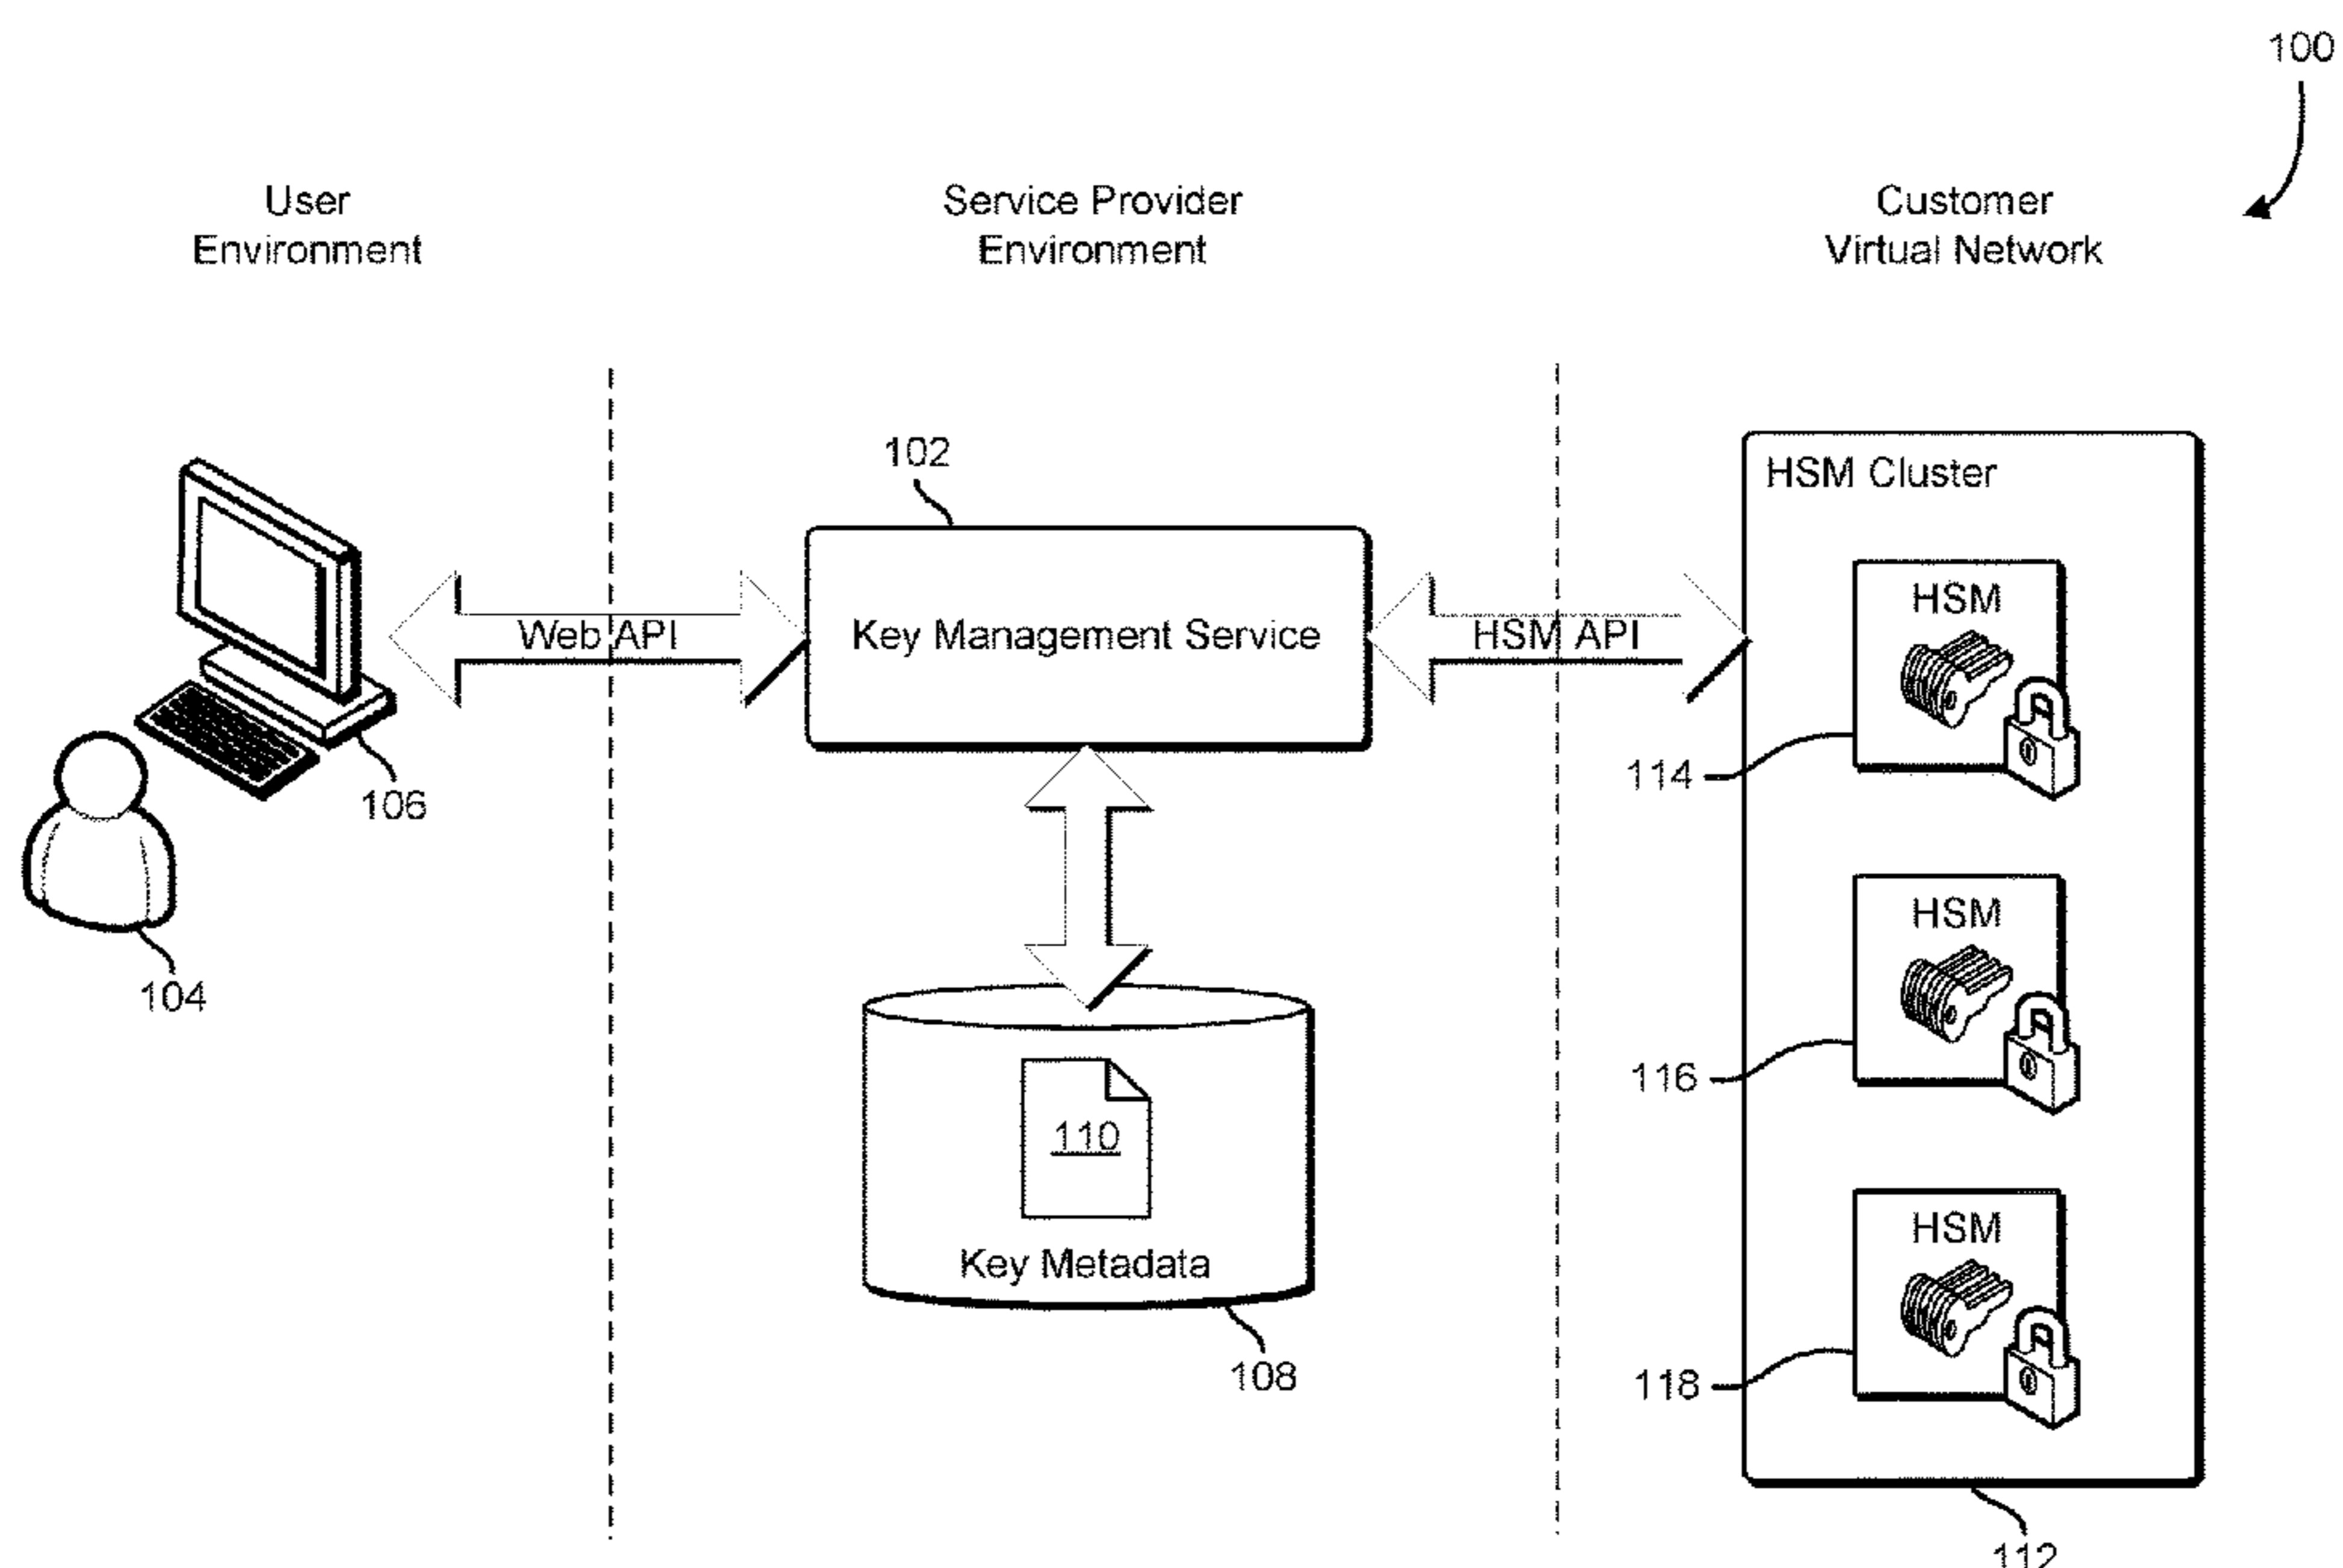 100
User
Environment
Service Provider
Environment
Customer
Virtual Network
102
HSM Cluster
Web API
Key Management Service
HSM API
HSM
114
106
104
HSM
116
110
Key Metadata
108
HSM
118
112